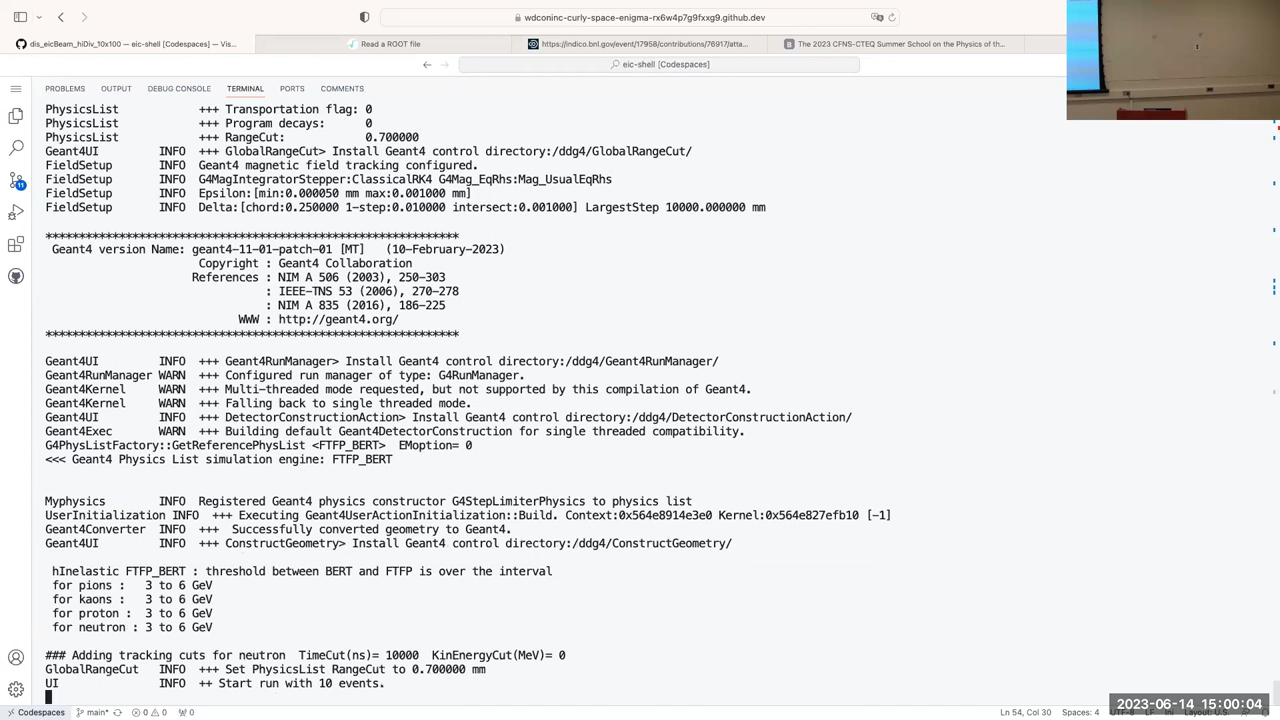 wdconinc-curly-space-enigma-rx6w4p7g9fxxg9.github.dev
dis_eicBeam_hiDiv_10x100 — eic-shell [Codespaces] — Vis...
Read a ROOT file
https://indico.bnl.gov/event/17958/contributions/76917/atta...
The 2023 CFNS-CTEQ Summer School on the Physics of th...
eic-shell [Codespaces]
PROBLEMS OUTPUT DEBUG CONSOLE TERMINAL PORTS COMMENTS
PhysicsList +++ Transportation flag: 0
PhysicsList +++ Program decays: 0
PhysicsList +++ RangeCut: 0.700000
Geant4UI INFO +++ GlobalRangeCut> Install Geant4 control directory:/ddg4/GlobalRangeCut/
FieldSetup INFO Geant4 magnetic field tracking configured.
FieldSetup INFO G4MagIntegratorStepper:ClassicalRK4 G4Mag_EqRhs:Mag_UsualEqRhs
FieldSetup INFO Epsilon:[min:0.000050 mm max:0.001000 mm]
FieldSetup INFO Delta:[chord:0.250000 1-step:0.010000 intersect:0.001000] LargestStep 10000.000000 mm
**************************************************************
Geant4 version Name: geant4-11-01-patch-01 [MT] (10-February-2023)
Copyright : Geant4 Collaboration
References : NIM A 506 (2003), 250-303
: IEEE-TNS 53 (2006), 270-278
: NIM A 835 (2016), 186-225
WWW : http://geant4.org/
**************************************************************
Geant4UI INFO +++ Geant4RunManager> Install Geant4 control directory:/ddg4/Geant4RunManager/
Geant4RunManager WARN +++ Configured run manager of type: G4RunManager.
Geant4Kernel WARN +++ Multi-threaded mode requested, but not supported by this compilation of Geant4.
Geant4Kernel WARN +++ Falling back to single threaded mode.
Geant4UI INFO +++ DetectorConstructionAction> Install Geant4 control directory:/ddg4/DetectorConstructionAction/
Geant4Exec WARN +++ Building default Geant4DetectorConstruction for single threaded compatibility.
G4PhysListFactory::GetReferencePhysList <FTFP_BERT> EMoption= 0
<<< Geant4 Physics List simulation engine: FTFP_BERT
Myphysics INFO Registered Geant4 physics constructor G4StepLimiterPhysics to physics list
UserInitialization INFO +++ Executing Geant4UserActionInitialization::Build. Context:0x564e8914e3e0 Kernel:0x564e827efb10 [-1]
Geant4Converter INFO +++ Successfully converted geometry to Geant4.
Geant4UI INFO +++ ConstructGeometry> Install Geant4 control directory:/ddg4/ConstructGeometry/
hInelastic FTFP_BERT : threshold between BERT and FTFP is over the interval
for pions : 3 to 6 GeV
for kaons : 3 to 6 GeV
for proton : 3 to 6 GeV
for neutron : 3 to 6 GeV
### Adding tracking cuts for neutron TimeCut(ns)= 10000 KinEnergyCut(MeV)= 0
GlobalRangeCut INFO +++ Set PhysicsList RangeCut to 0.700000 mm
UI INFO ++ Start run with 10 events.
11
Codespaces main* 0 0 0 Ln 54, Col 30 Spaces: 4
2023-06-14 15:00:04